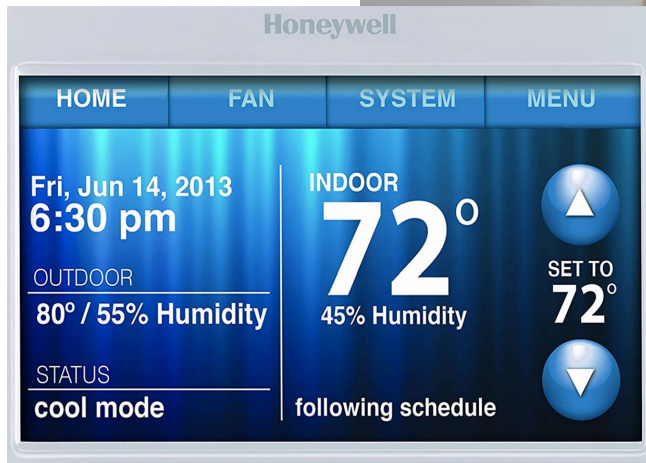 Honeywell
HOME FAN SYSTEM MENU
Fri, Jun 14, 2013
6:30 pm
OUTDOOR
80° / 55% Humidity
STATUS
cool mode
INDOOR
72°
45% Humidity
following schedule
SET TO
72°